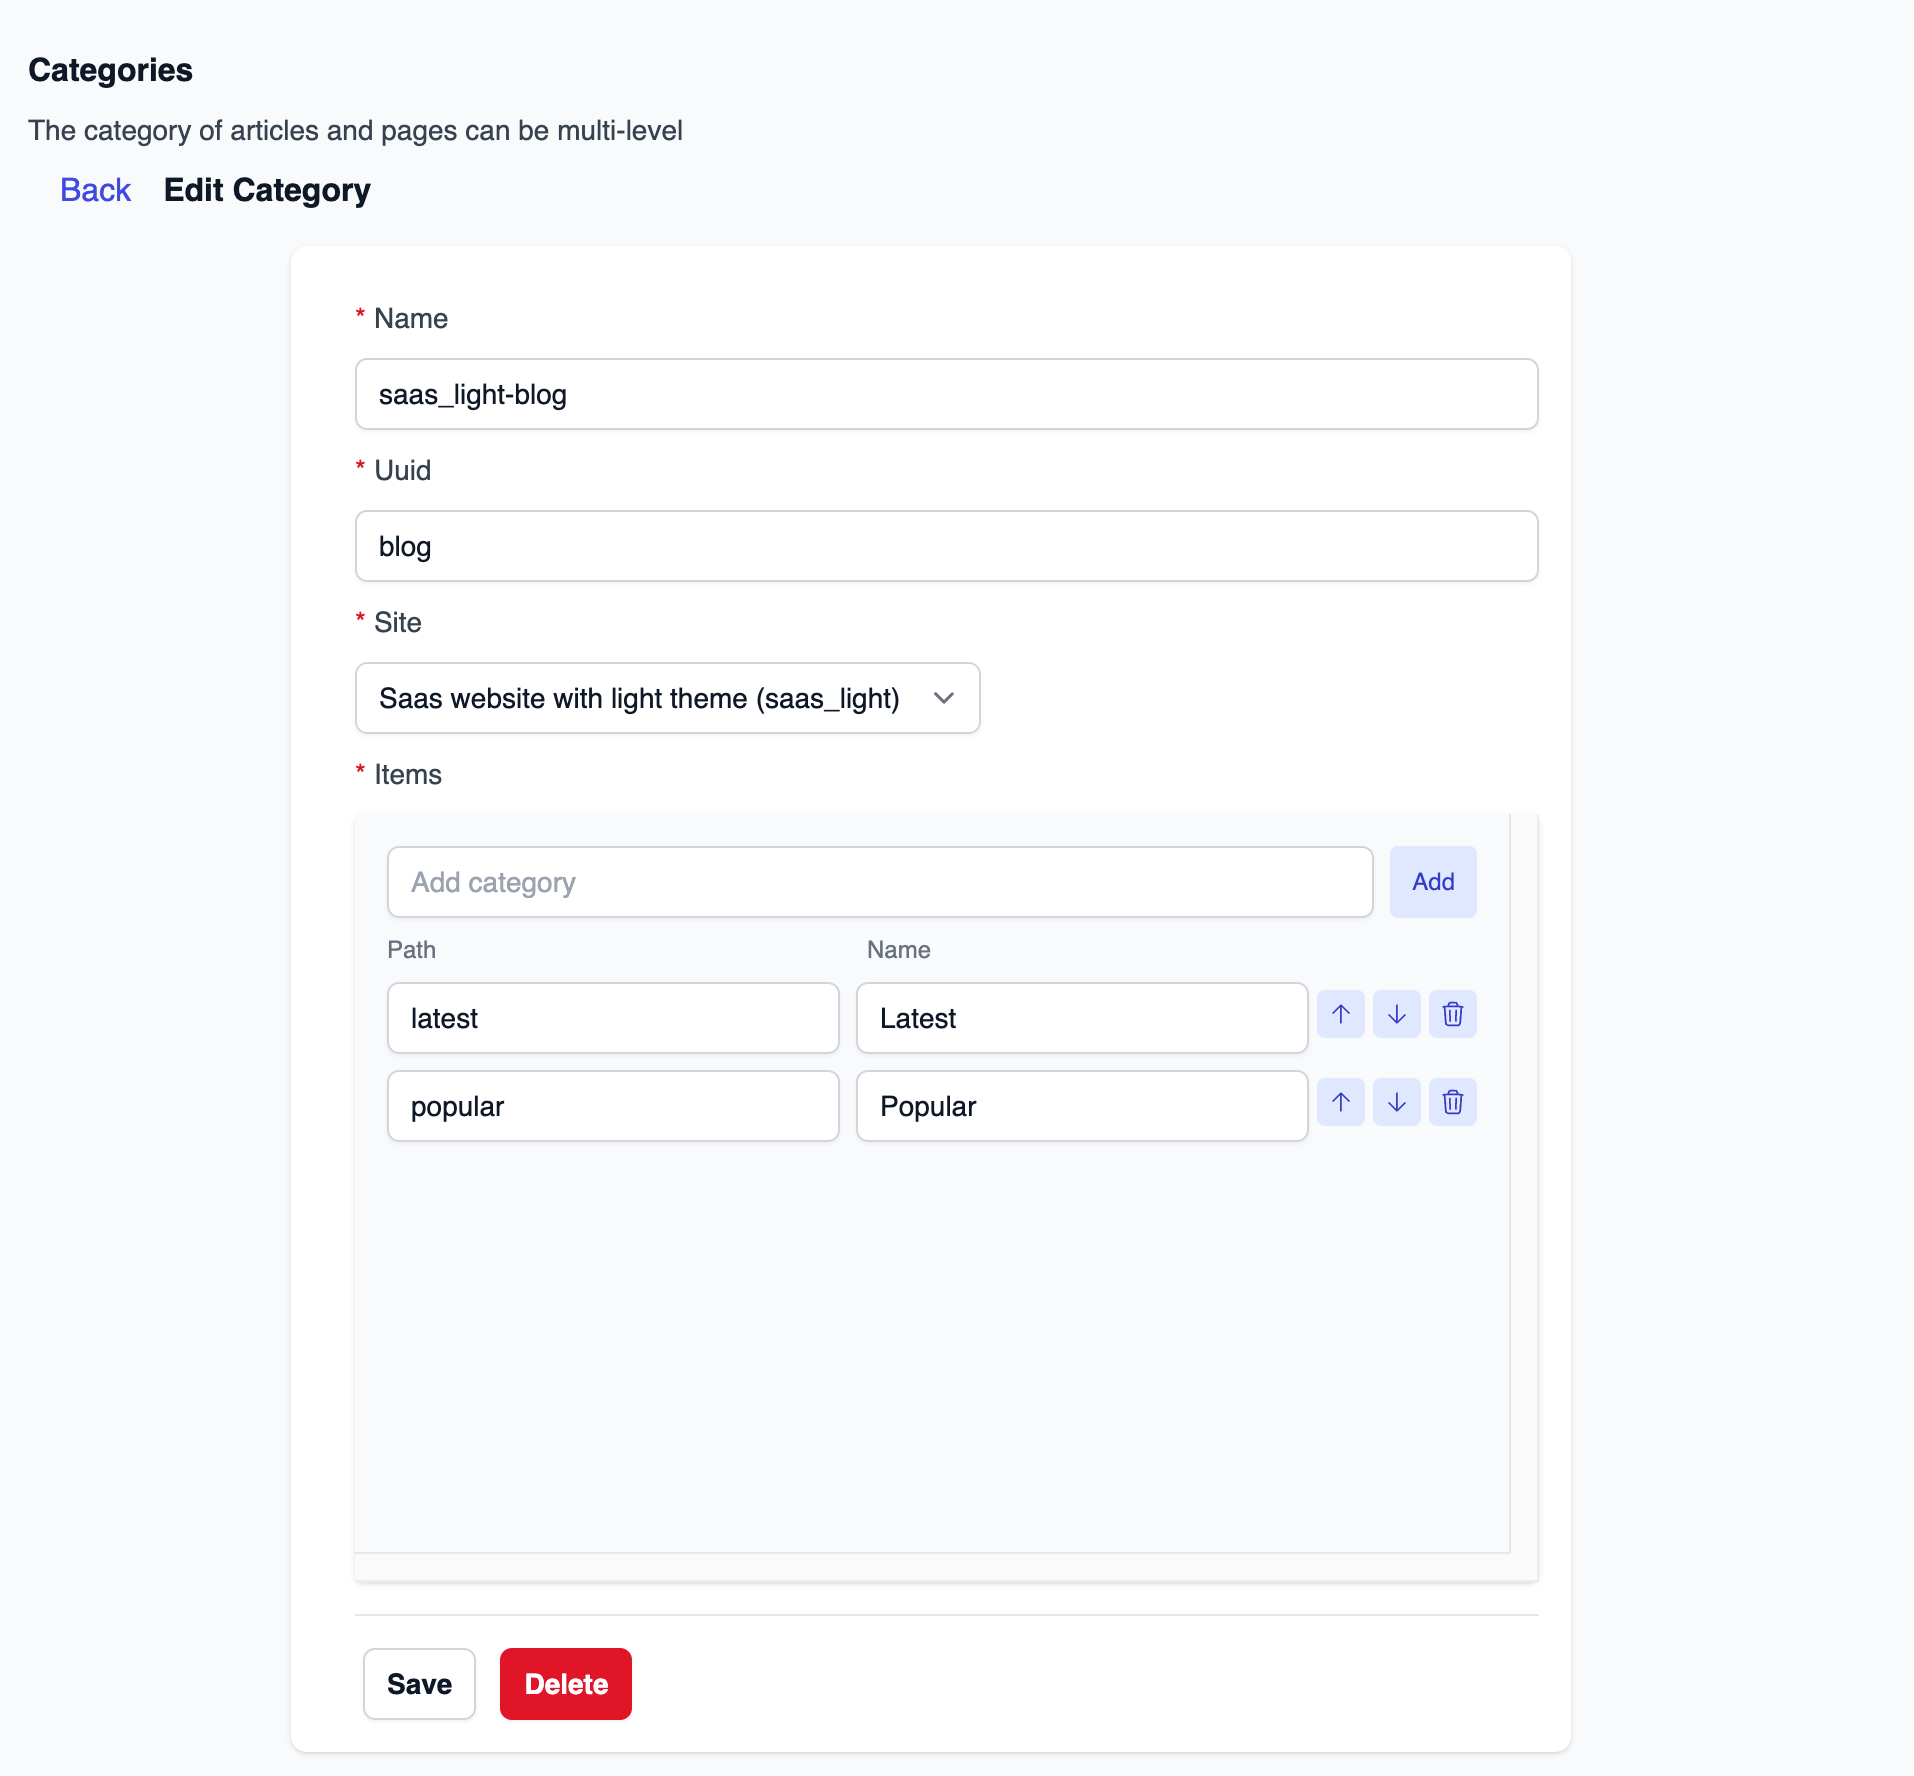 Categories
The category of articles and pages can be multi-level
Back Edit Category
* Name
saas_light-blog
* Uuid
blog
* Site
Saas website with light theme (saas_light)
* Items
Add category Add
Path Name
latest Latest
popular Popular
Save Delete